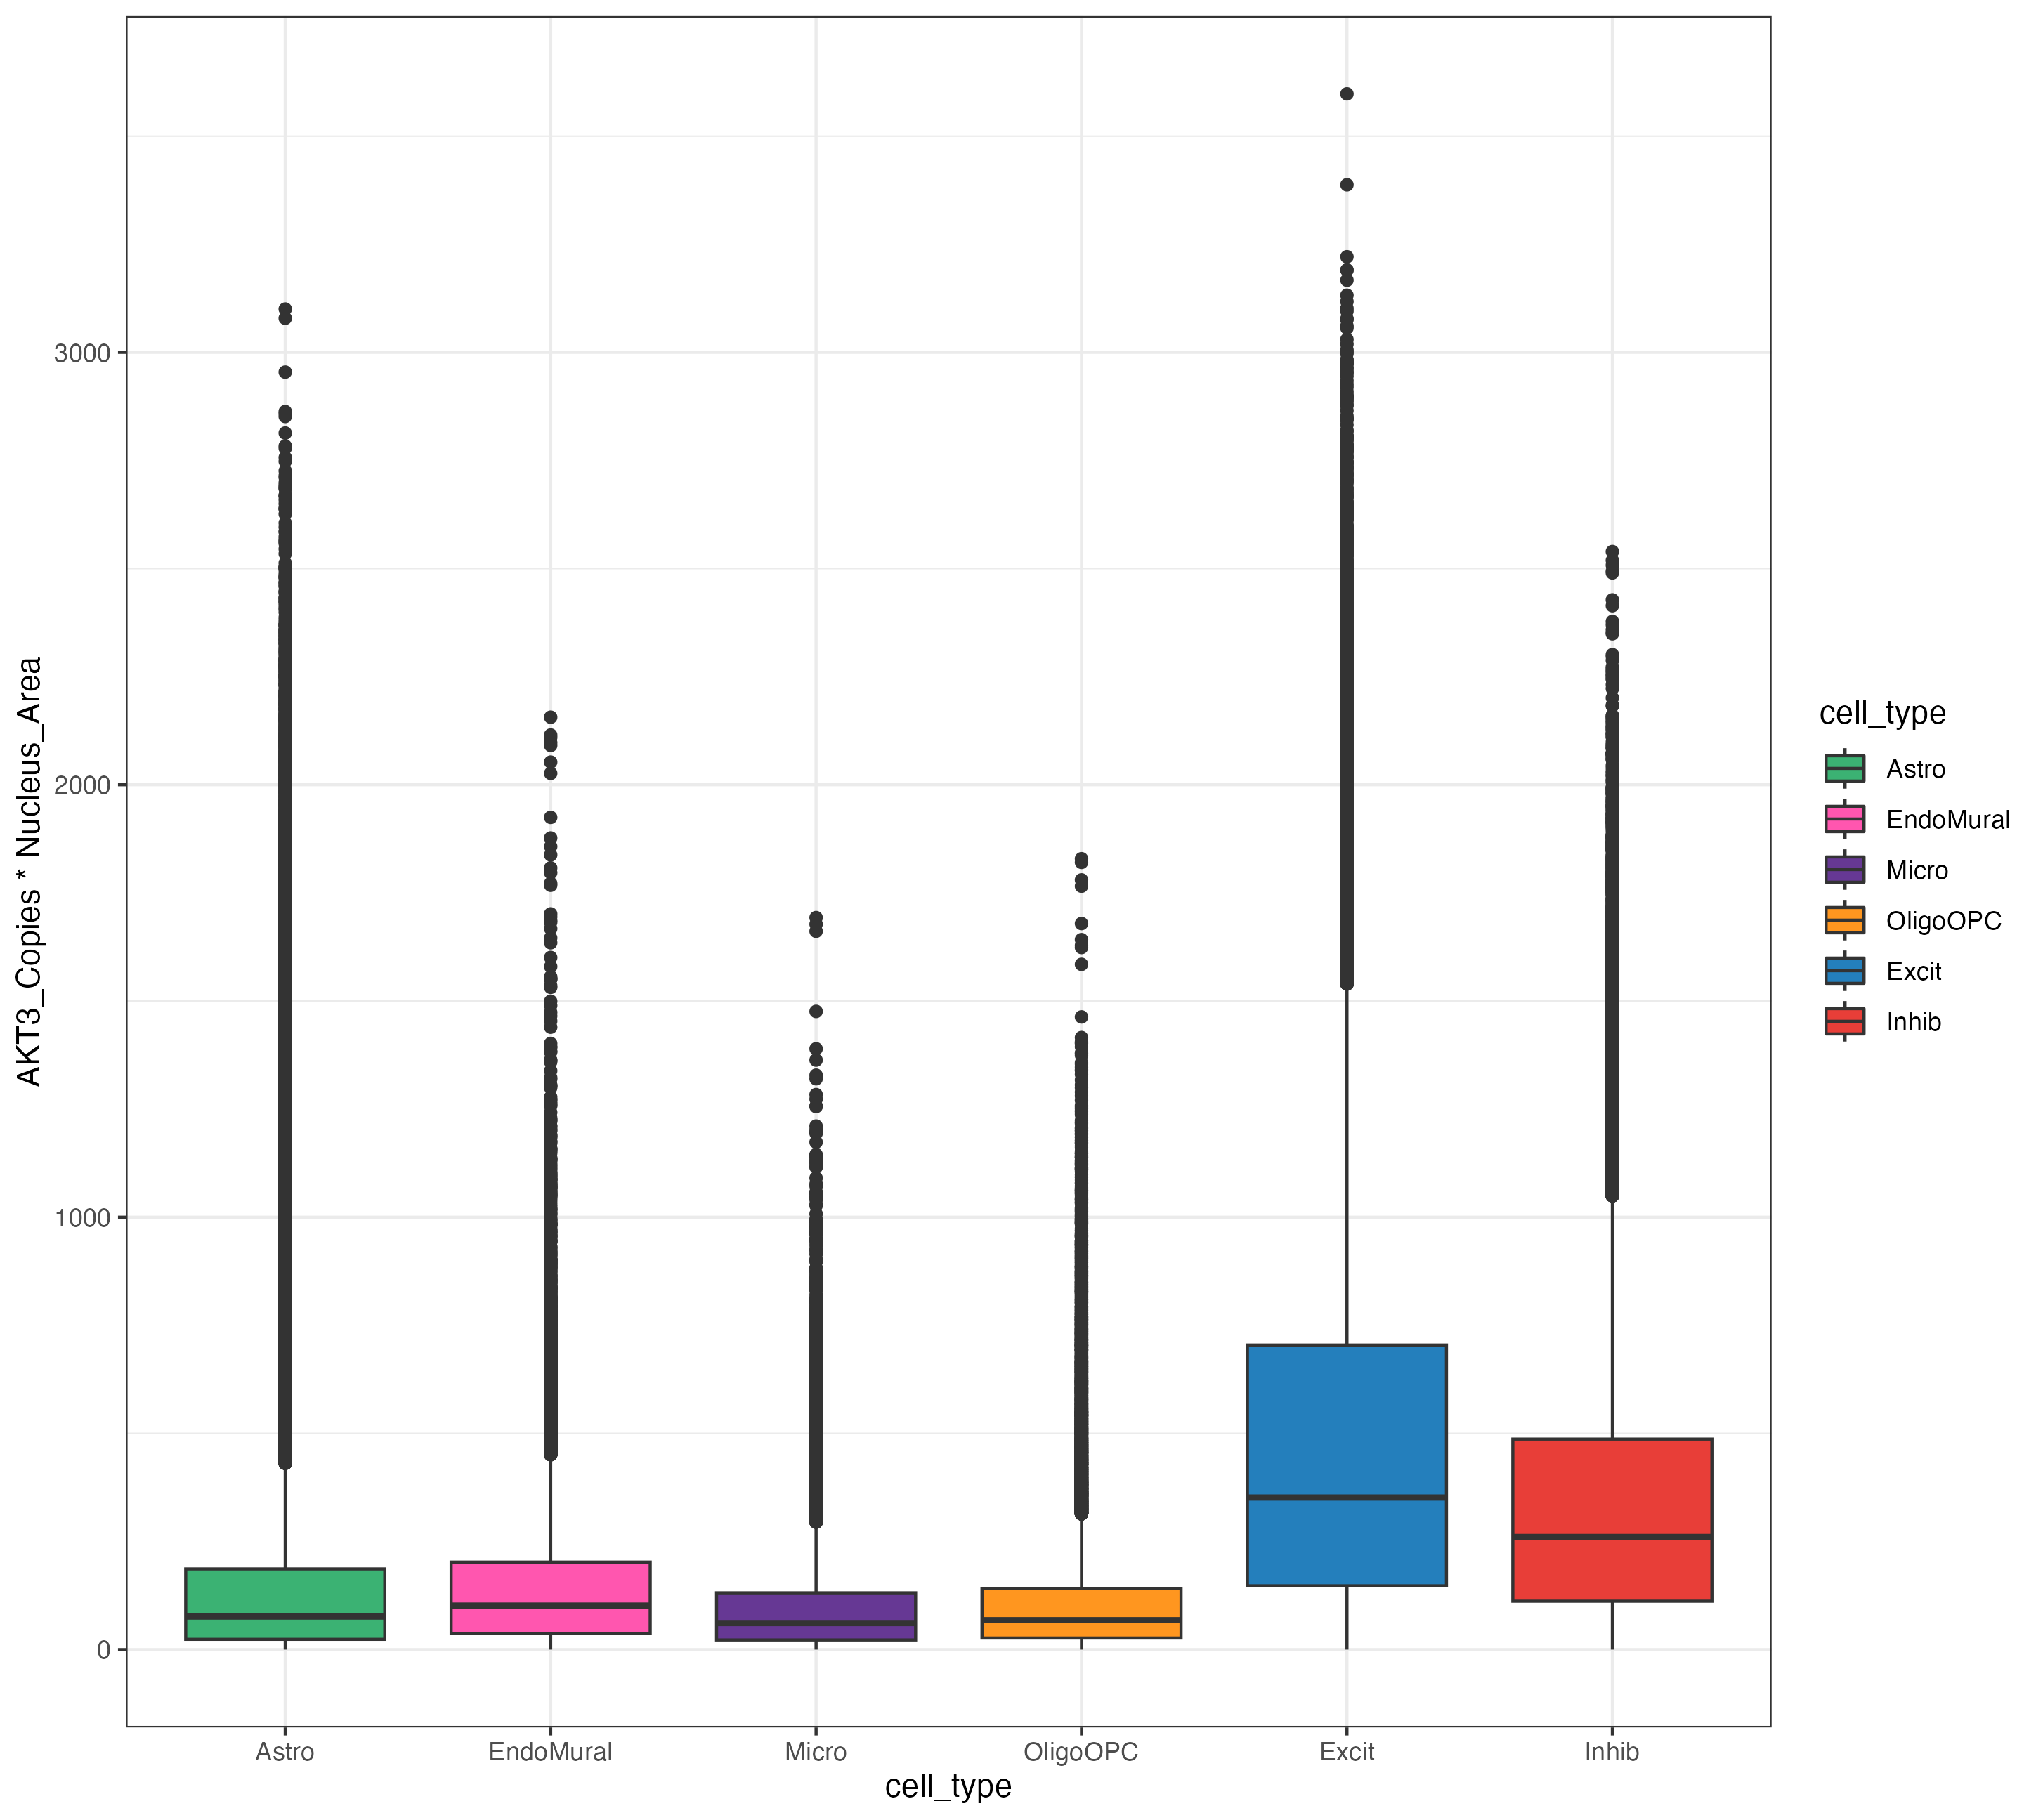 AKT3_Copies * Nucleus_Area
3000
2000
1000
0
Astro
EndoMural
Micro
OligoOPC
Excit
Inhib
cell_type
cell_type
Astro
EndoMural
Micro
OligoOPC
Excit
Inhib